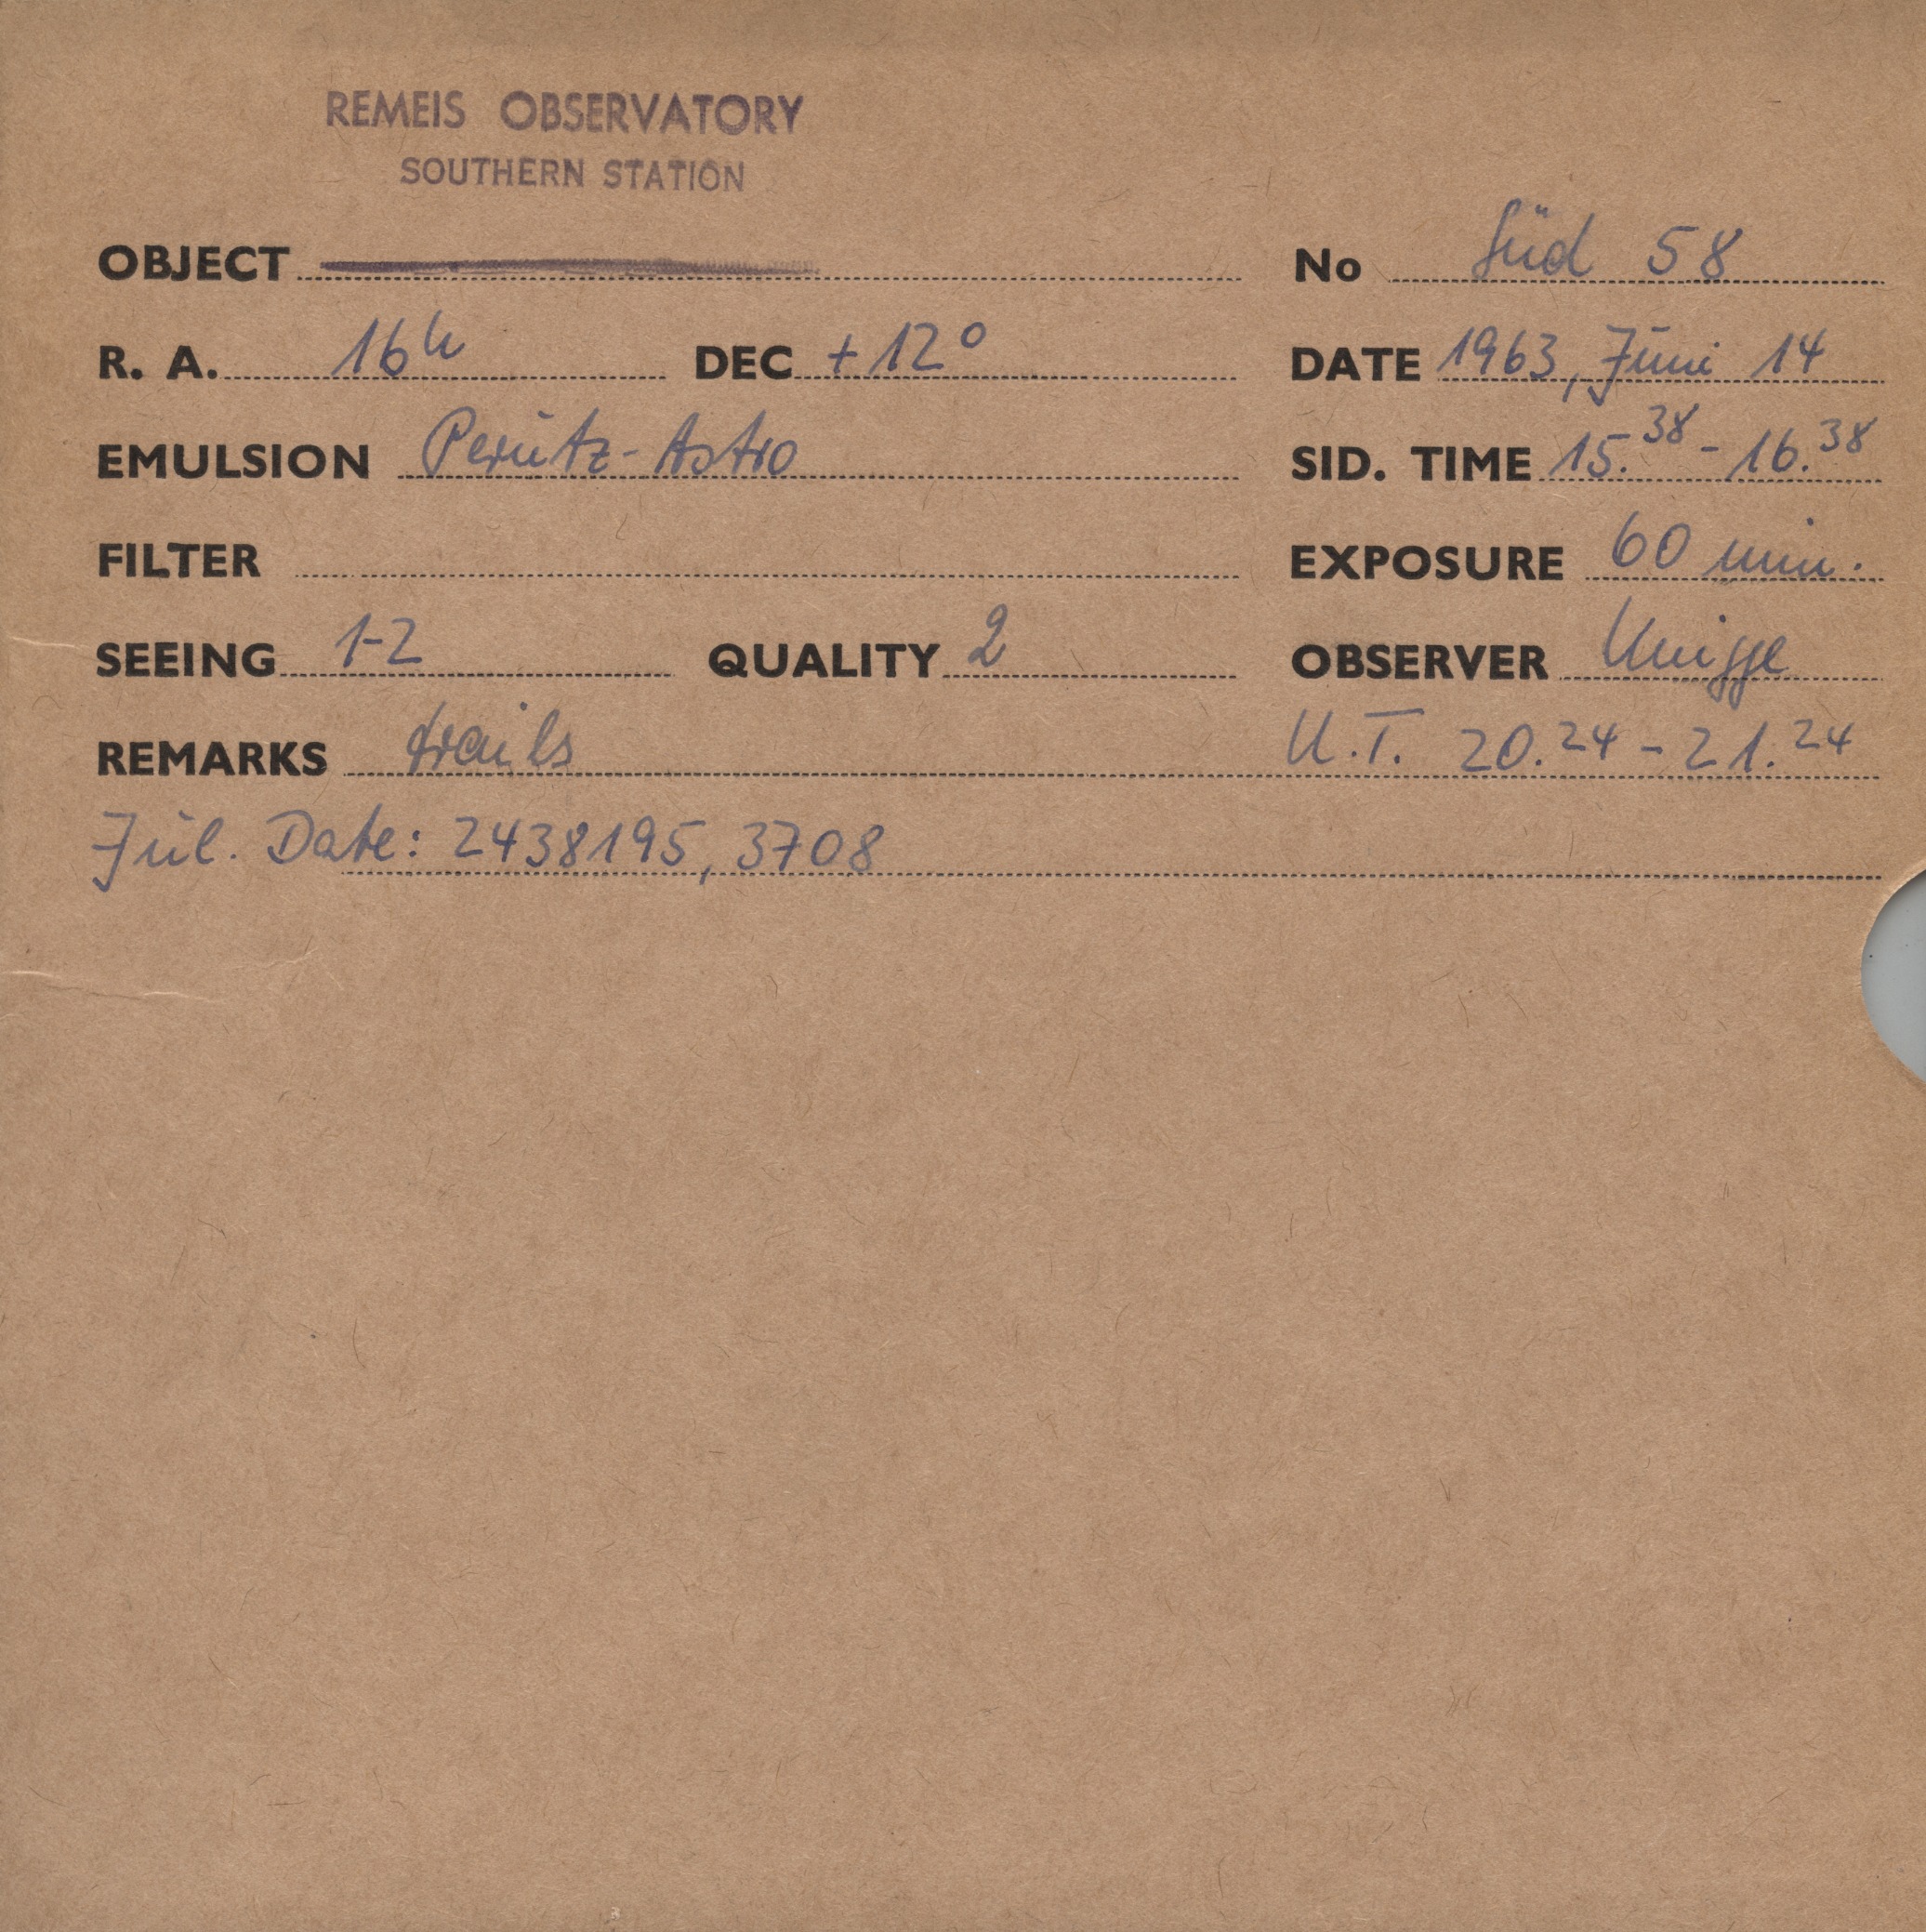 REMEIS OBSERVATORY
SOUTHERN STATION
OBJECT No Süd 58
R. A. 16h DEC +12° DATE 1963, Juni 14
EMULSION Perutz-Astro SID. TIME 15.38 - 16.38
FILTER EXPOSURE 60 min.
SEEING 1-2 QUALITY 2 OBSERVER Knigge
REMARKS trails U.T. 20.24 - 21.24
Jul. Date: 2438195,3708